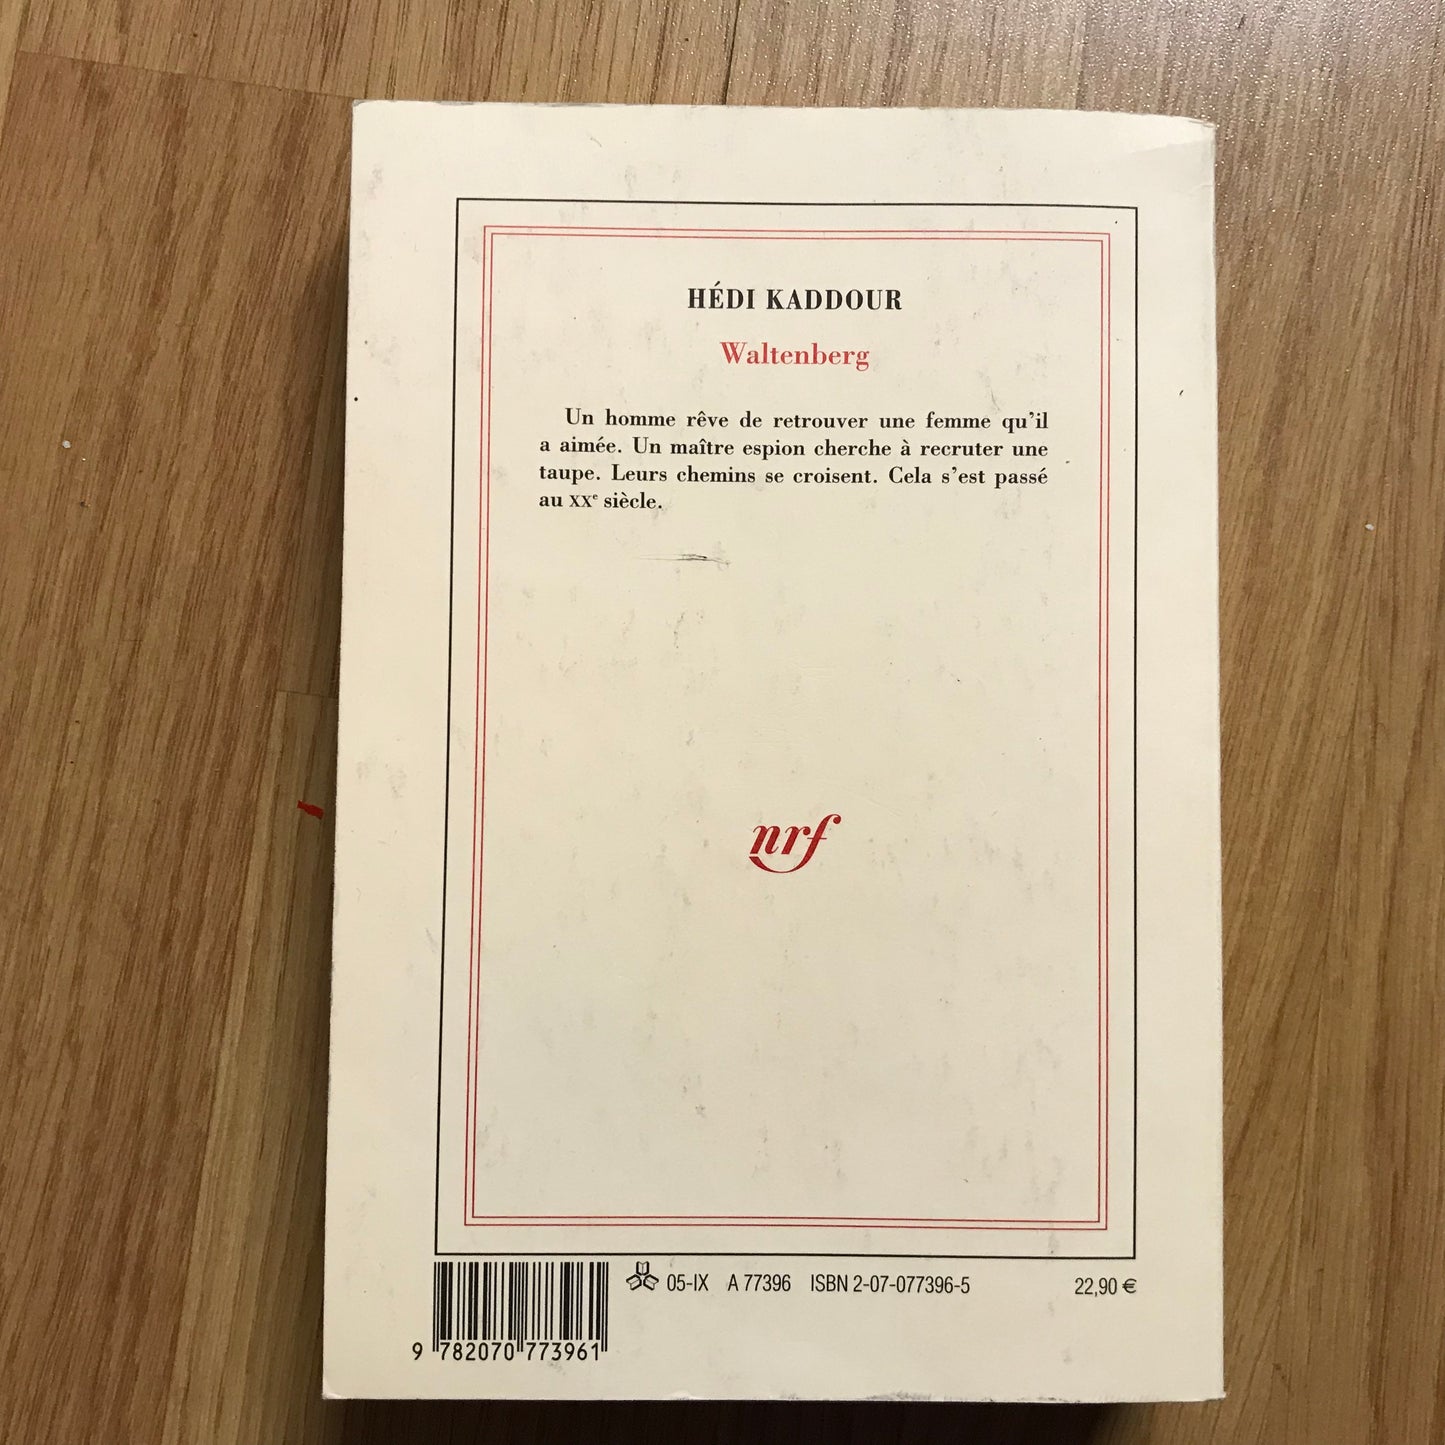 HÉDI KADDOUR
Waltenberg
Un homme rêve de retrouver une femme qu'il
a aimée. Un maître espion cherche à recruter une
taupe. Leurs chemins se croisent. Cela s'est passé
au XXe siècle.
nrf
05-IX A 77396 ISBN 2-07-077396-5 22,90 €
9 782070 773961